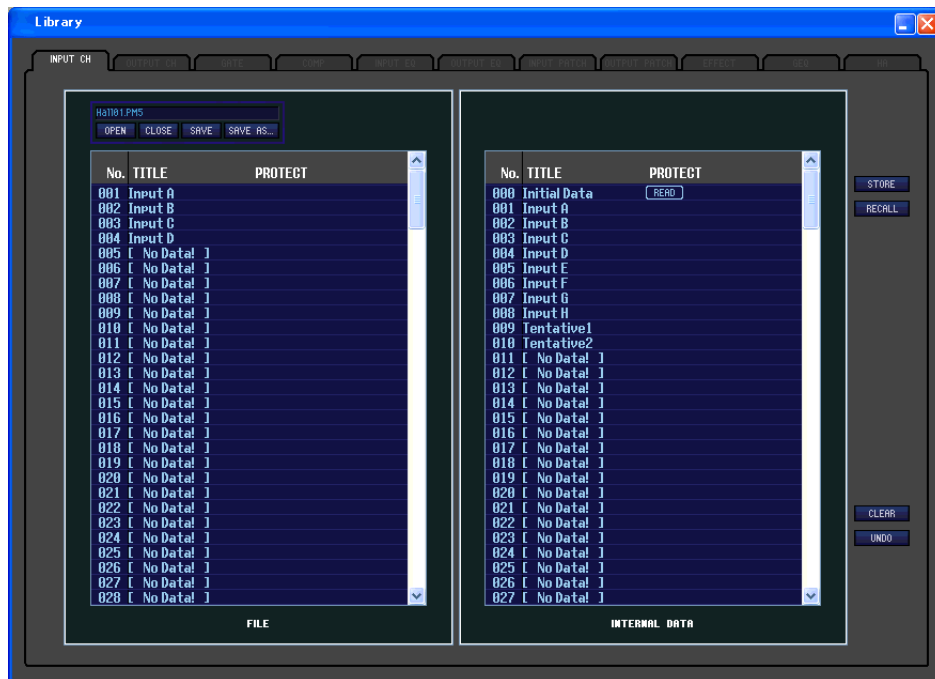 Library
INPUT CH OUTPUT CH GATE COMP INPUT EQ OUTPUT EQ INPUT PATCH OUTPUT PATCH EFFECT GEQ HA
Hall01.PM5
OPEN CLOSE SAVE SAVE AS...
No. TITLE PROTECT
001 Input A
002 Input B
003 Input C
004 Input D
005 [ No Data! ]
006 [ No Data! ]
007 [ No Data! ]
008 [ No Data! ]
009 [ No Data! ]
010 [ No Data! ]
011 [ No Data! ]
012 [ No Data! ]
013 [ No Data! ]
014 [ No Data! ]
015 [ No Data! ]
016 [ No Data! ]
017 [ No Data! ]
018 [ No Data! ]
019 [ No Data! ]
020 [ No Data! ]
021 [ No Data! ]
022 [ No Data! ]
023 [ No Data! ]
024 [ No Data! ]
025 [ No Data! ]
026 [ No Data! ]
027 [ No Data! ]
028 [ No Data! ]
FILE
No. TITLE PROTECT
000 Initial Data READ
001 Input A
002 Input B
003 Input C
004 Input D
005 Input E
006 Input F
007 Input G
008 Input H
009 Tentative1
010 Tentative2
011 [ No Data! ]
012 [ No Data! ]
013 [ No Data! ]
014 [ No Data! ]
015 [ No Data! ]
016 [ No Data! ]
017 [ No Data! ]
018 [ No Data! ]
019 [ No Data! ]
020 [ No Data! ]
021 [ No Data! ]
022 [ No Data! ]
023 [ No Data! ]
024 [ No Data! ]
025 [ No Data! ]
026 [ No Data! ]
027 [ No Data! ]
INTERNAL DATA
STORE
RECALL
CLEAR
UNDO